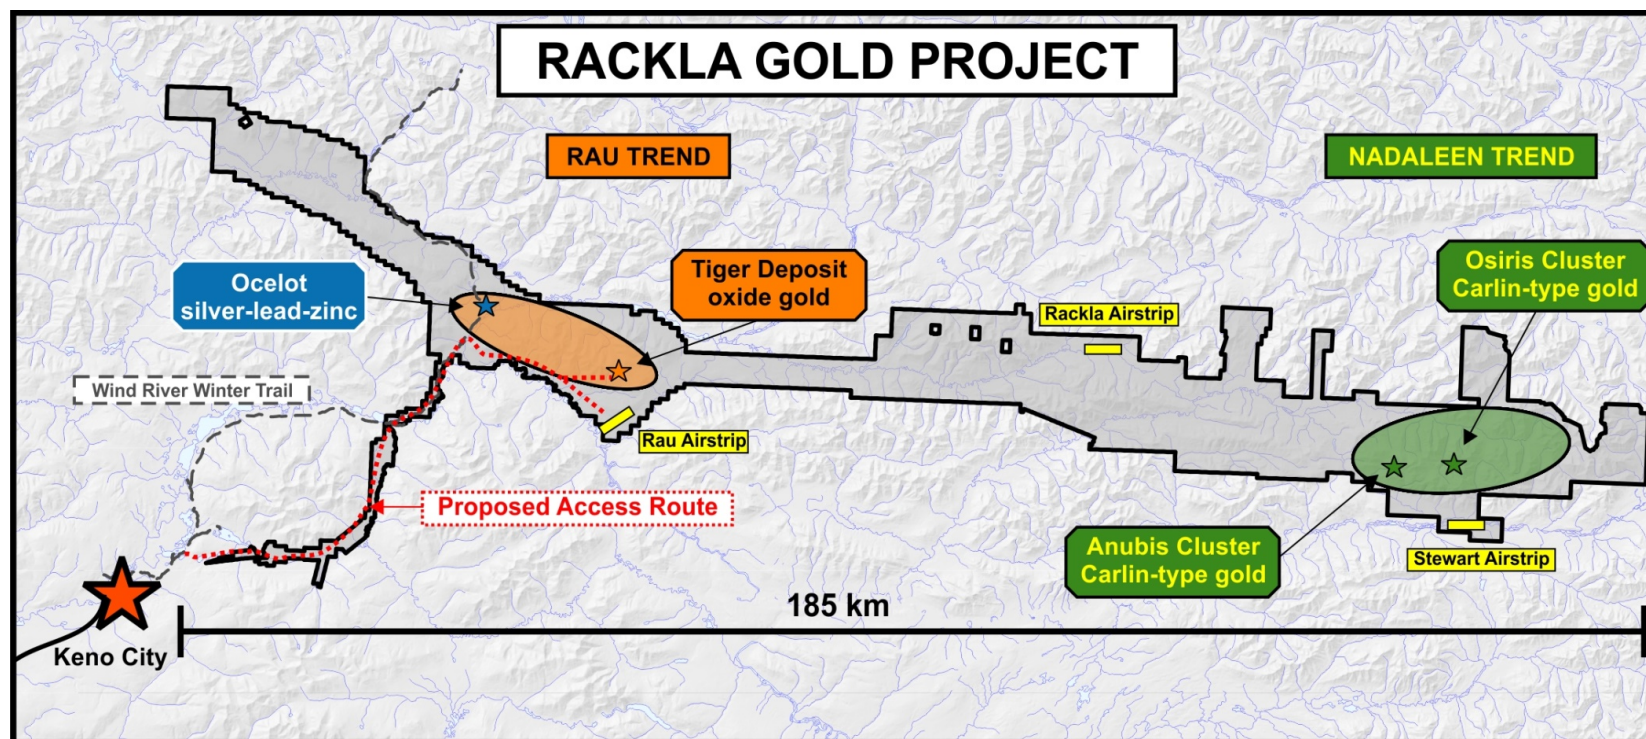 RACKLA GOLD PROJECT
RAU TREND
NADALEEN TREND
Ocelot
silver-lead-zinc
Tiger Deposit
oxide gold
Osiris Cluster
Carlin-type gold
Rackla Airstrip
Wind River Winter Trail
Rau Airstrip
Proposed Access Route
Anubis Cluster
Carlin-type gold
Stewart Airstrip
185 km
Keno City